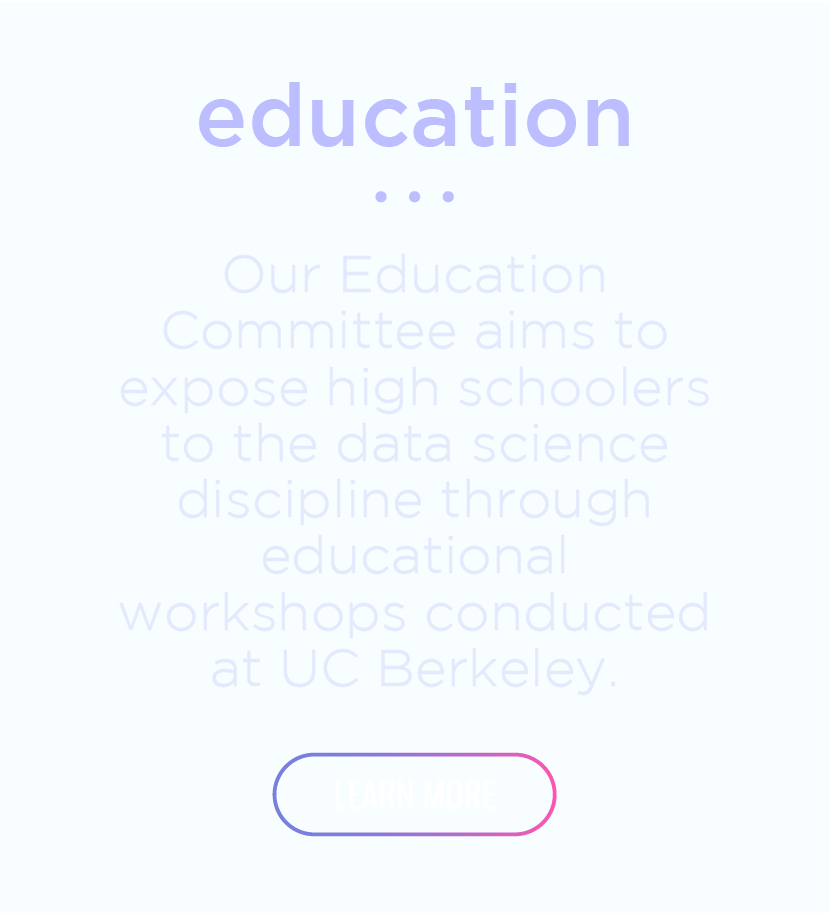 education
• • •
Our Education
Committee aims to
expose high schoolers
to the data science
discipline through
educational
workshops conducted
at UC Berkeley.
LEARN MORE